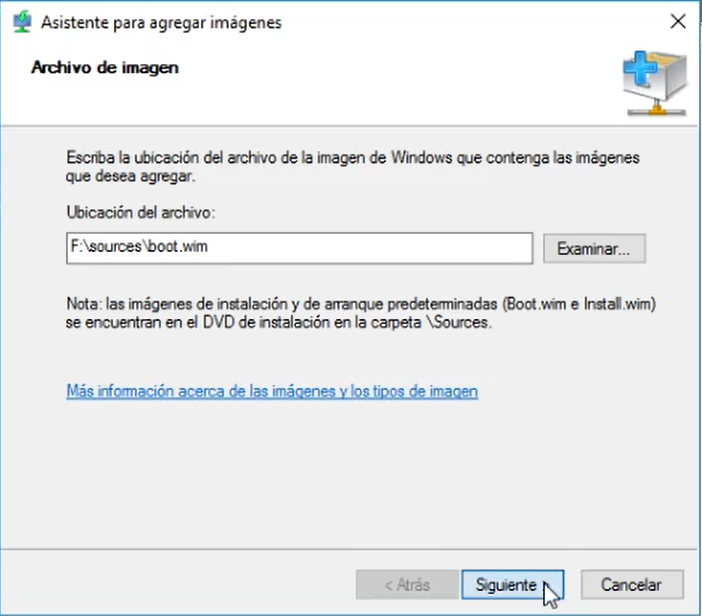 Asistente para agregar imágenes
Archivo de imagen
Escriba la ubicación del archivo de la imagen de Windows que contenga las imágenes
que desea agregar.
Ubicación del archivo:
F:\sources\boot.wim
Examinar...
Nota: las imágenes de instalación y de arranque predeterminadas (Boot.wim e Install.wim)
se encuentran en el DVD de instalación en la carpeta \Sources.
Más información acerca de las imágenes y los tipos de imagen
< Atrás
Siguiente
Cancelar